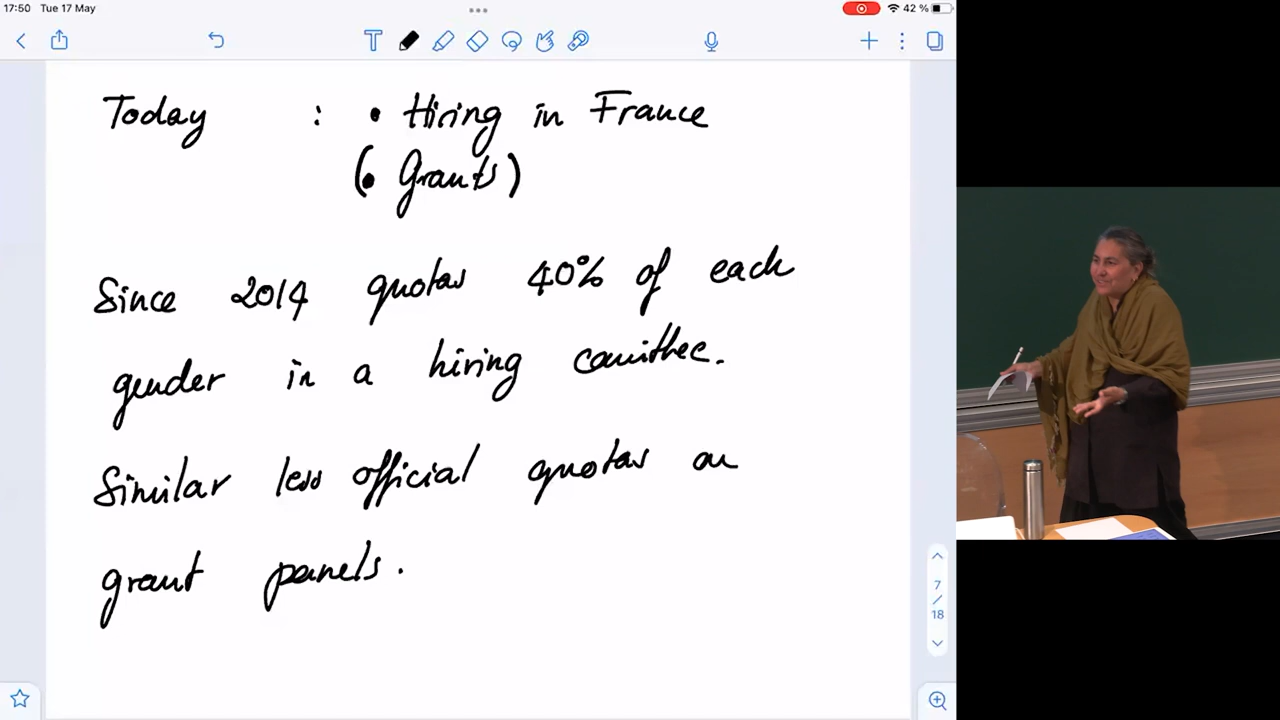 17:50 Tue 17 May
42 %
Today : • Hiring in France
(• Grants)
Since 2014 quotas 40% of each
gender in a hiring committee.
Similar less official quotas on
grant panels.
7
/
18